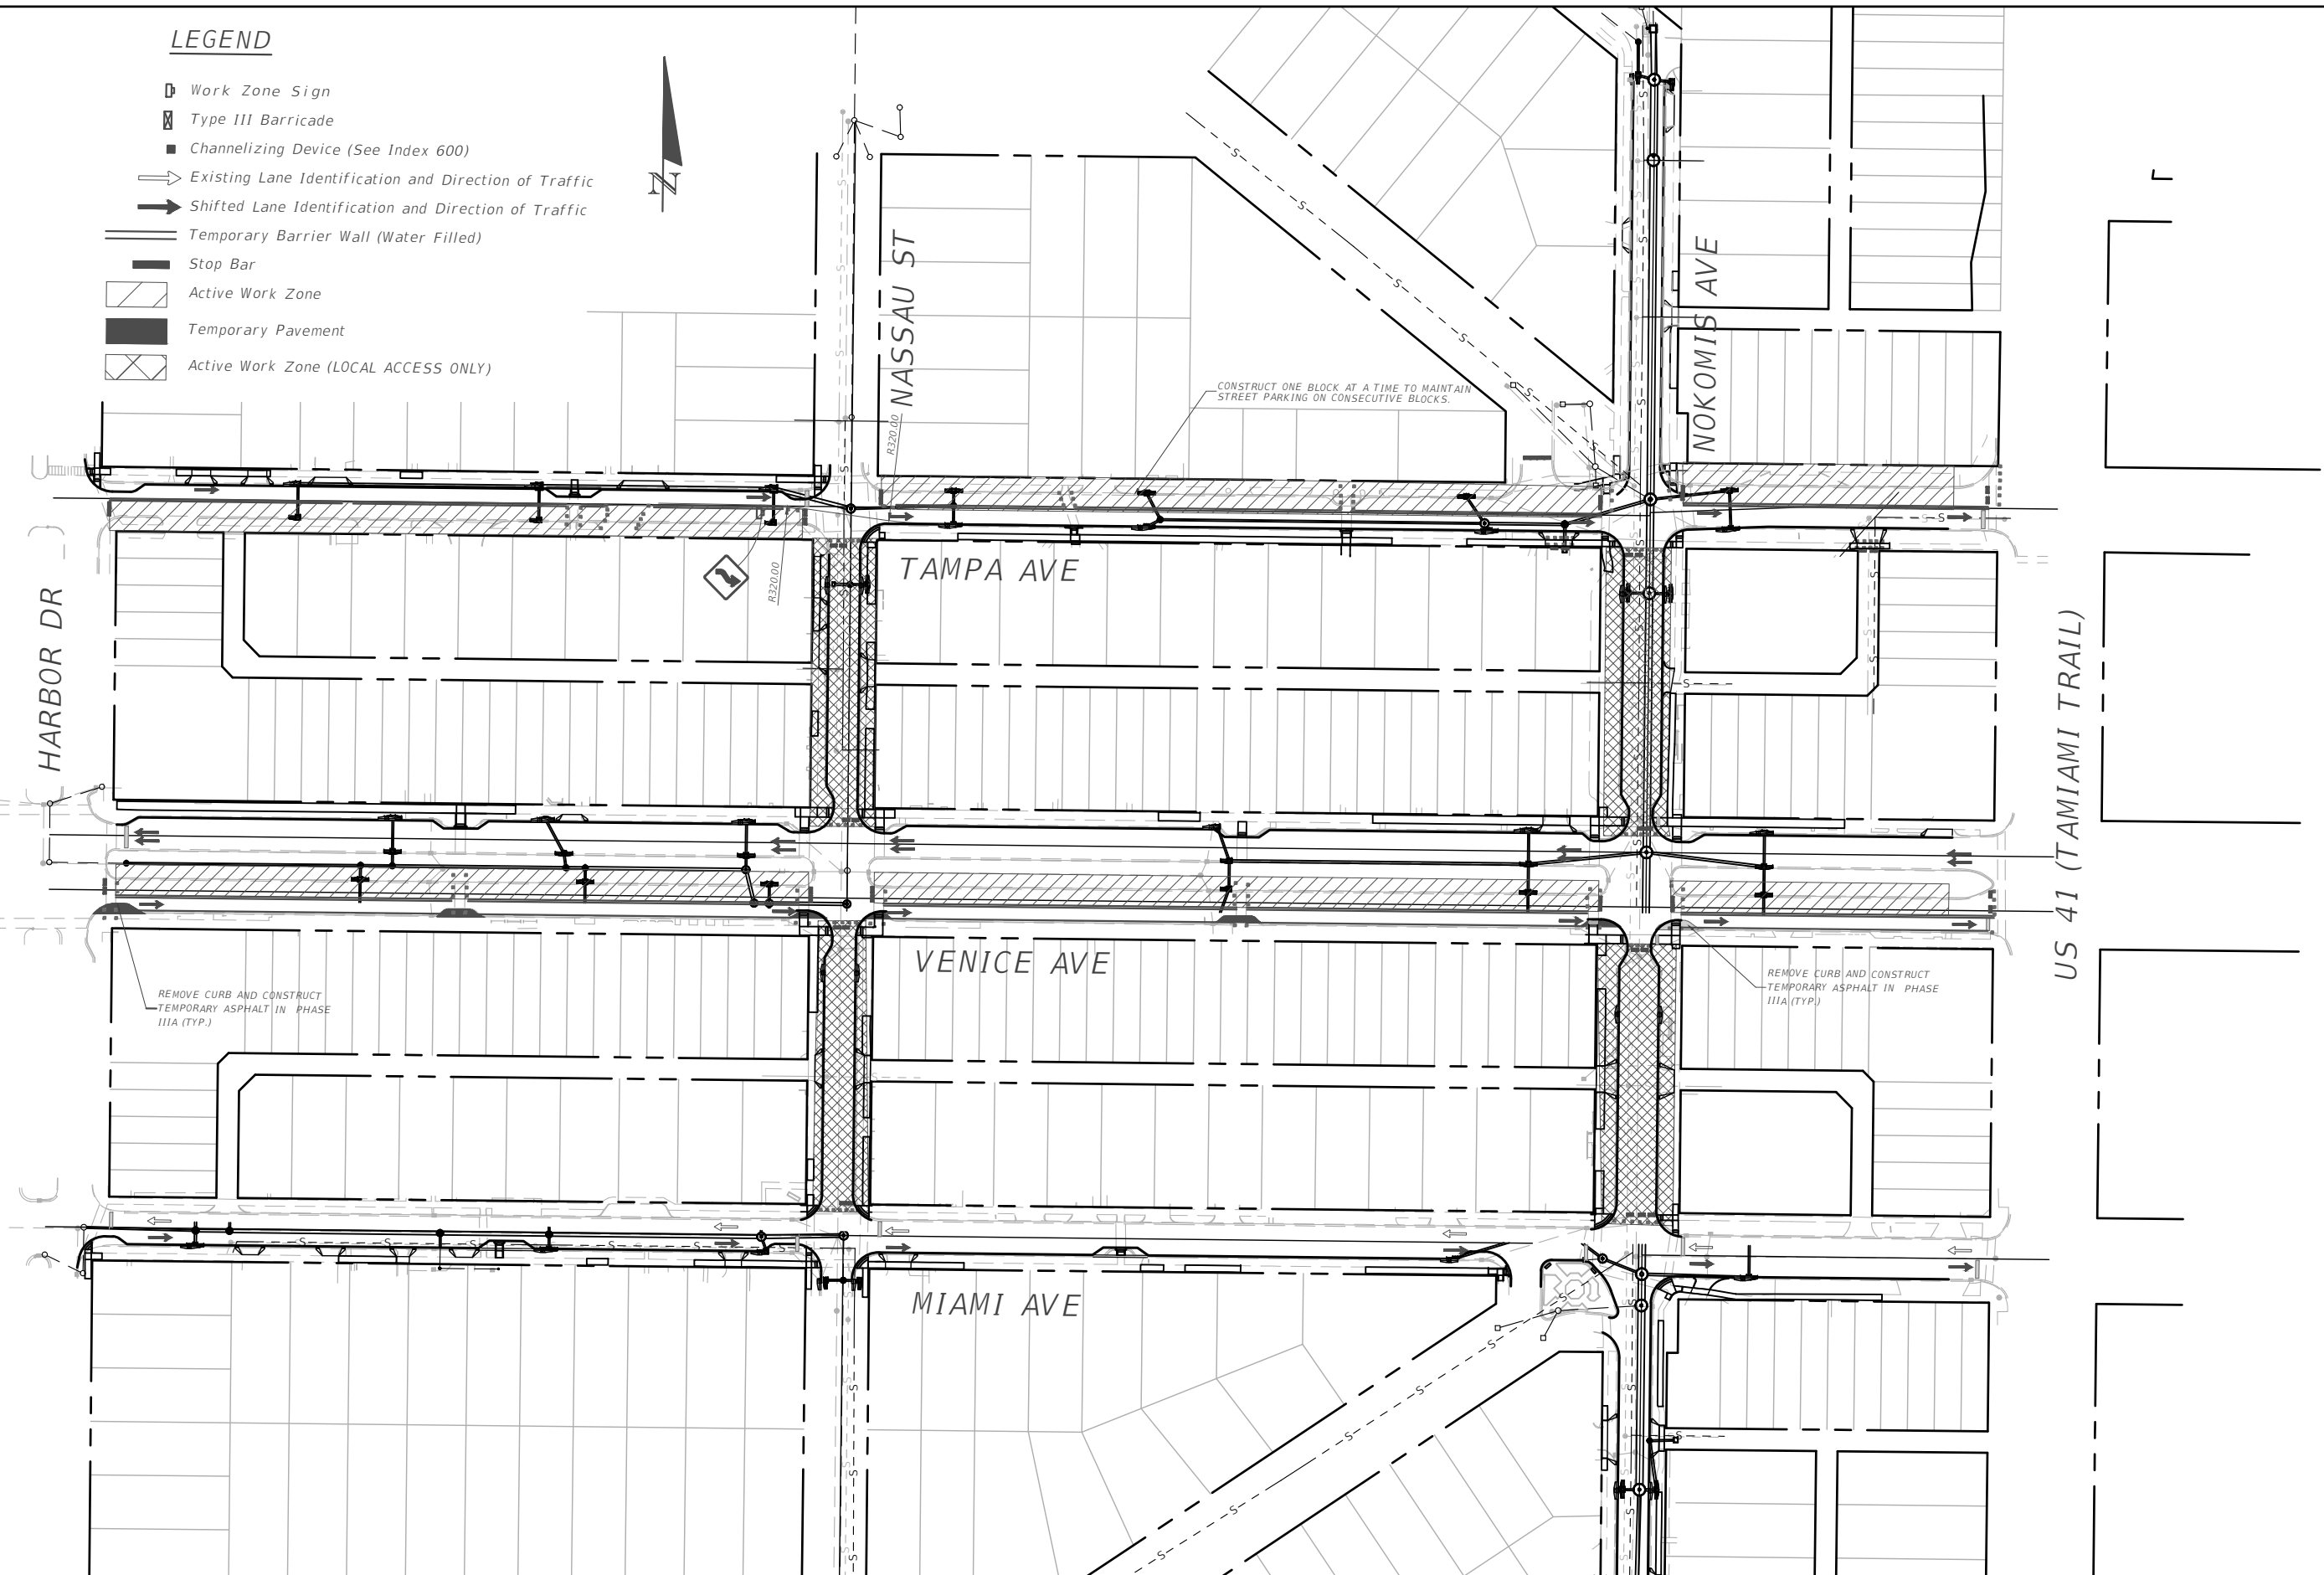 LEGEND
Work Zone Sign
Type III Barricade
Channelizing Device (See Index 600)
Existing Lane Identification and Direction of Traffic
Shifted Lane Identification and Direction of Traffic
Temporary Barrier Wall (Water Filled)
Stop Bar
Active Work Zone
Temporary Pavement
Active Work Zone (LOCAL ACCESS ONLY)
N
NASSAU ST
NOKOMIS AVE
CONSTRUCT ONE BLOCK AT A TIME TO MAINTAIN
STREET PARKING ON CONSECUTIVE BLOCKS.
R320.00
R320.00
TAMPA AVE
HARBOR DR
US 41 (TAMIAMI TRAIL)
VENICE AVE
REMOVE CURB AND CONSTRUCT
TEMPORARY ASPHALT IN PHASE
IIIA (TYP.)
REMOVE CURB AND CONSTRUCT
TEMPORARY ASPHALT IN PHASE
IIIA (TYP.)
MIAMI AVE